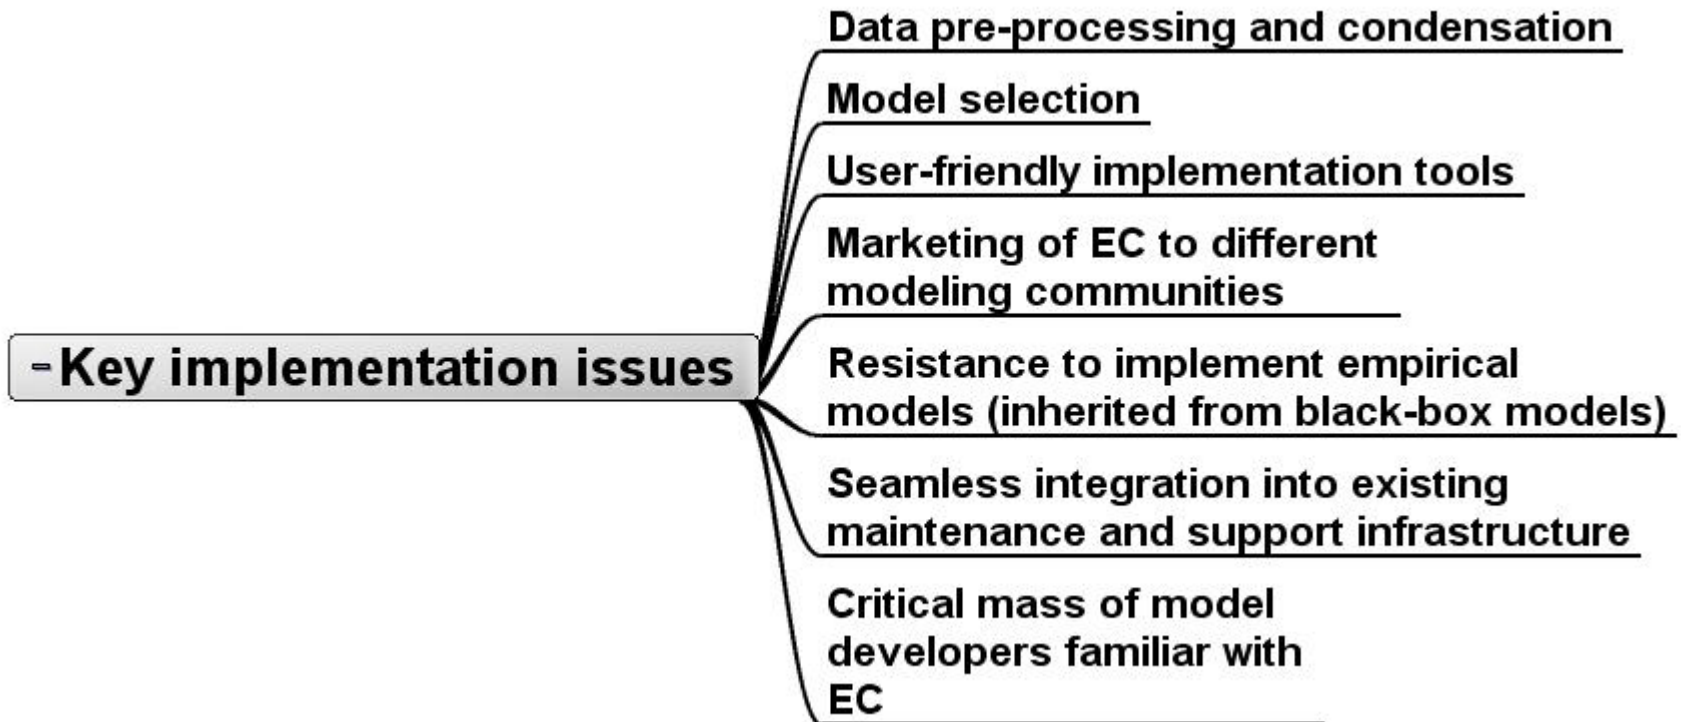 Data pre-processing and condensation
Model selection
User-friendly implementation tools
Marketing of EC to different
modeling communities
Key implementation issues
Resistance to implement empirical
models (inherited from black-box models)
Seamless integration into existing
maintenance and support infrastructure
Critical mass of model
developers familiar with
EC